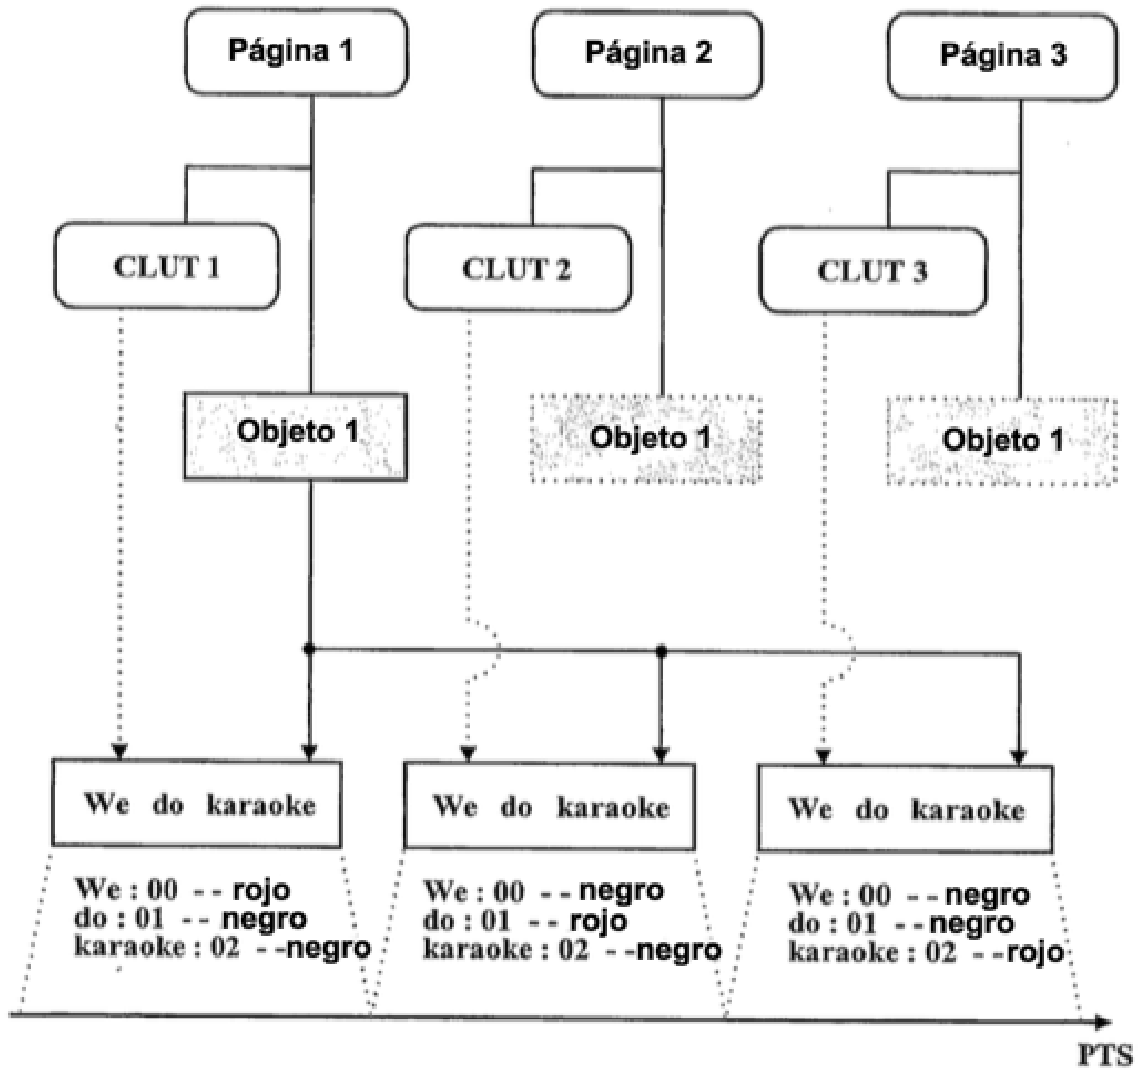 Página 1
Página 2
Página 3
CLUT 1
CLUT 2
CLUT 3
Objeto 1
Objeto 1
Objeto 1
We do karaoke
We do karaoke
We do karaoke
We : 00 -- rojo
do : 01 -- negro
karaoke : 02 --negro
We : 00 -- negro
do : 01 -- rojo
karaoke : 02 --negro
We : 00 -- negro
do : 01 --negro
karaoke : 02 --rojo
PTS